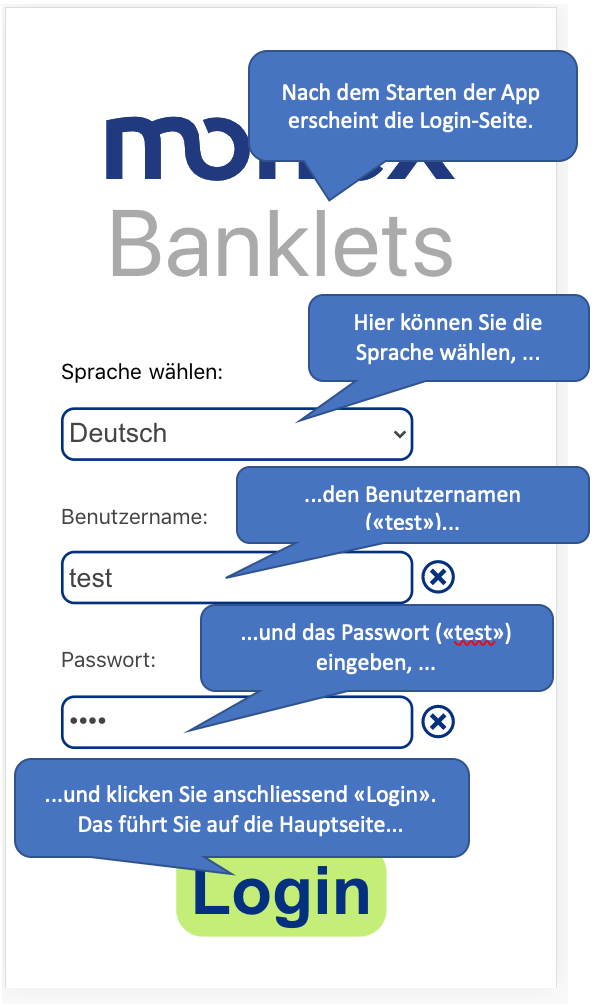 Nach dem Starten der App
erscheint die Login-Seite.
Banklets
Hier können Sie die
Sprache wählen, ...
Sprache wählen:
Deutsch
...den Benutzernamen
(«test»)...
Benutzername:
test
...und das Passwort («test»)
eingeben, ...
Passwort:
••••
...und klicken Sie anschliessend «Login».
Das führt Sie auf die Hauptseite...
Login